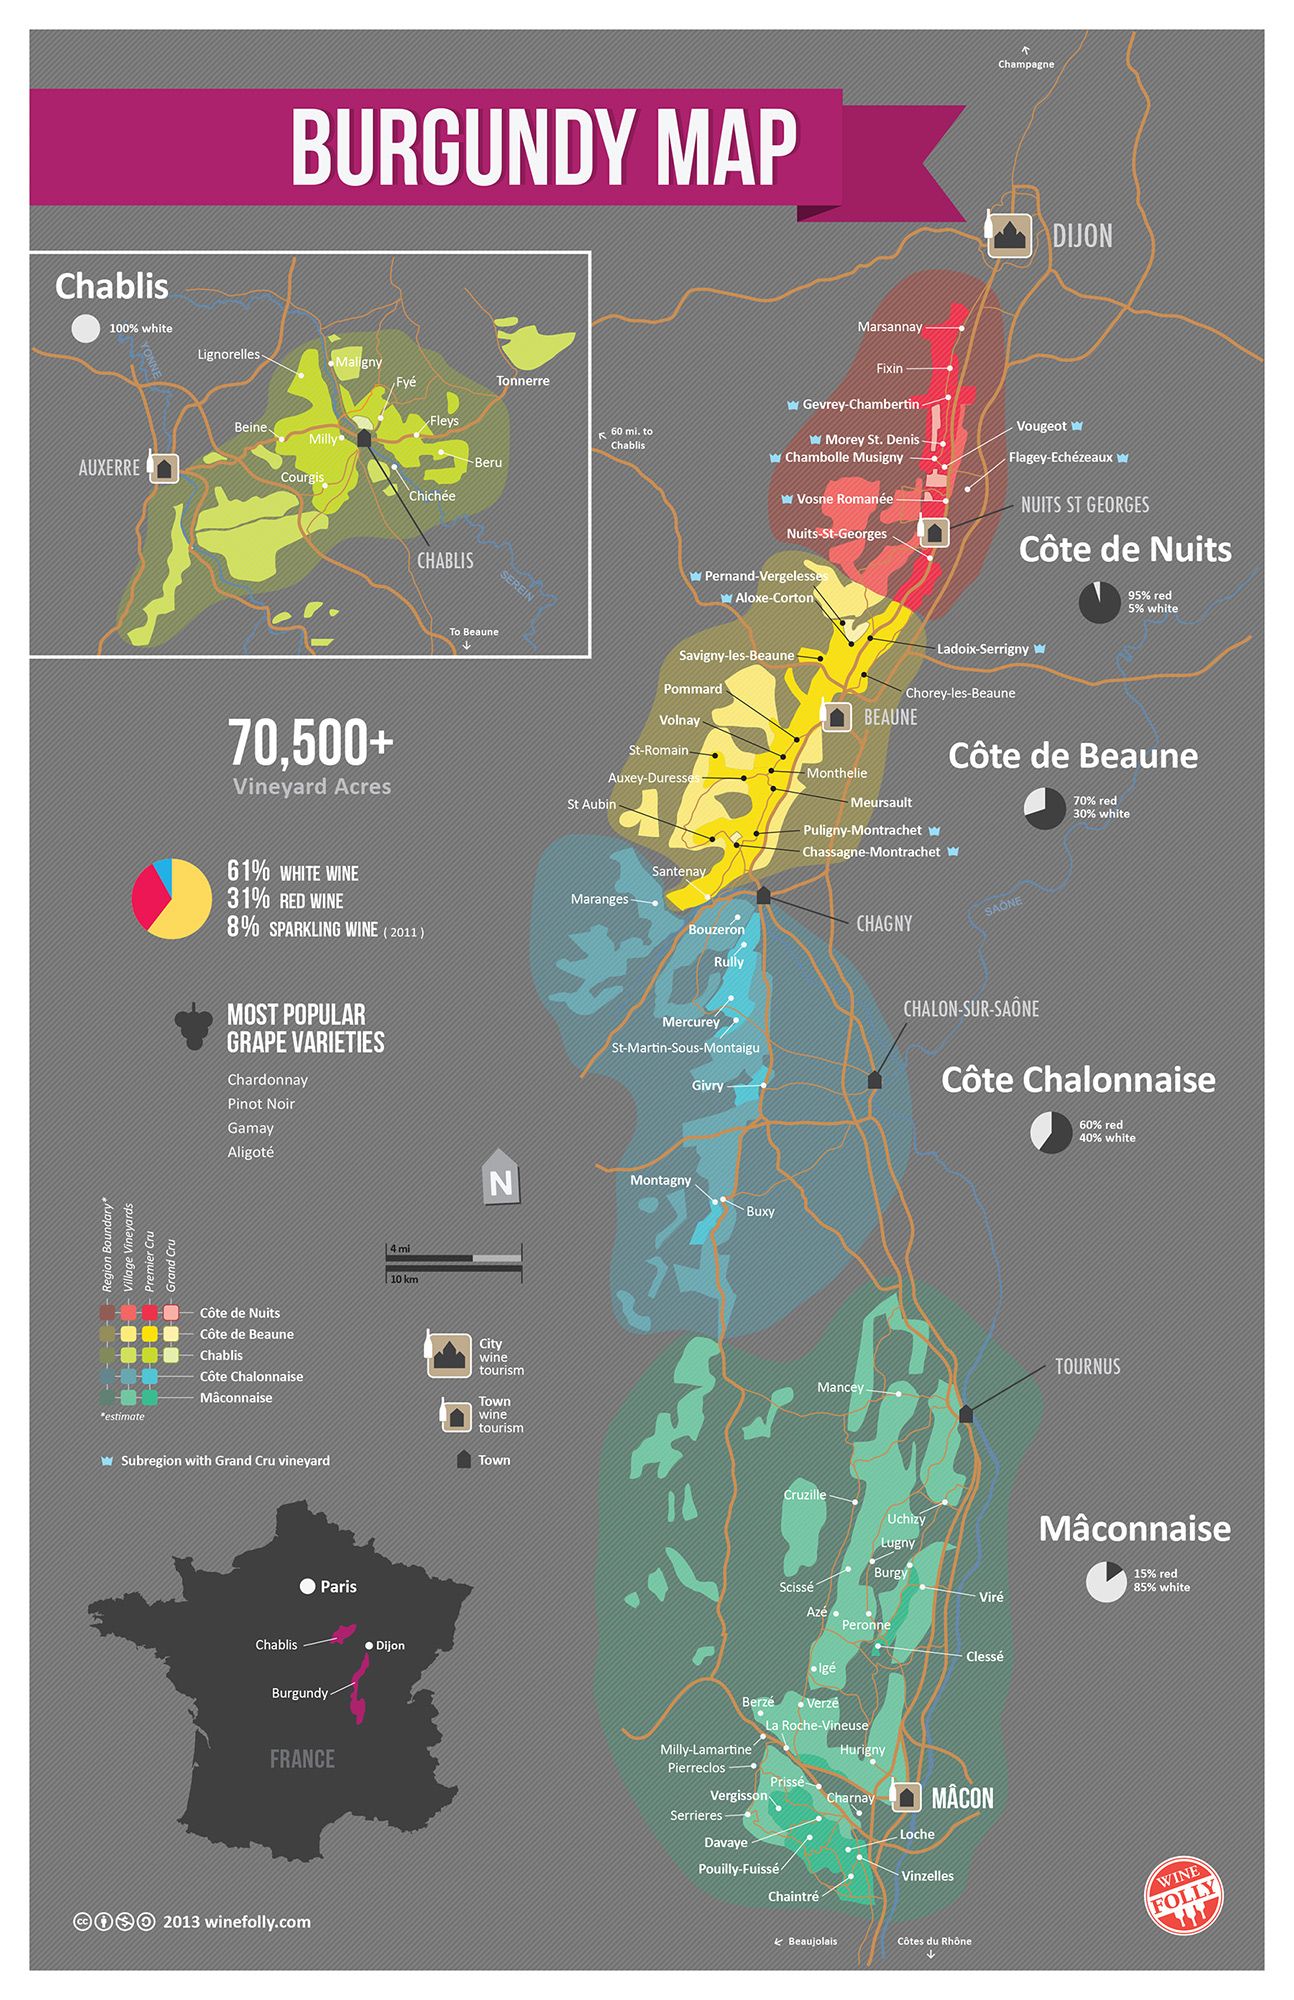 BURGUNDY MAP
Champagne
DIJON
Chablis
100% white
YONNE
Lignorelles
Maligny
Fyé
Tonnerre
Beine
Milly
Fleys
AUXERRE
Beru
Courgis
Chichée
CHABLIS
SEREIN
To Beaune
60 mi. to
Chablis
Marsannay
Fixin
Gevrey-Chambertin
Vougeot
Morey St. Denis
Chambolle Musigny
Flagey-Echézeaux
Vosne Romanée
NUITS ST GEORGES
Nuits-St-Georges
Côte de Nuits
95% red
5% white
Pernand-Vergelesses
Aloxe-Corton
Ladoix-Serrigny
Savigny-les-Beaune
Pommard
Chorey-les-Beaune
Volnay
BEAUNE
St-Romain
Côte de Beaune
Auxey-Duresses
Monthelie
70% red
30% white
St Aubin
Meursault
Puligny-Montrachet
Chassagne-Montrachet
Santenay
Maranges
SAÔNE
CHAGNY
Bouzeron
Rully
CHALON-SUR-SAÔNE
Mercurey
St-Martin-Sous-Montaigu
Givry
Côte Chalonnaise
60% red
40% white
Montagny
Buxy
70,500+
Vineyard Acres
61% WHITE WINE
31% RED WINE
8% SPARKLING WINE ( 2011 )
MOST POPULAR
GRAPE VARIETIES
Chardonnay
Pinot Noir
Gamay
Aligoté
N
4 mi
10 km
Region Boundary*
Village Vineyards
Premier Cru
Grand Cru
Côte de Nuits
Côte de Beaune
Chablis
Côte Chalonnaise
Mâconnaise
*estimate
Subregion with Grand Cru vineyard
City
wine
tourism
Town
wine
tourism
Town
TOURNUS
Mancey
Cruzille
Uchizy
Lugny
Burgy
Scissé
Viré
Azé
Peronne
Clessé
Igé
Mâconnaise
15% red
85% white
Berzé
Verzé
La Roche-Vineuse
Milly-Lamartine
Hurigny
Pierreclos
Prissé
Vergisson
Charnay
MÂCON
Serrieres
Davaye
Loche
Pouilly-Fuissé
Vinzelles
Chaintré
Beaujolais
Côtes du Rhône
Paris
Chablis
Dijon
Burgundy
FRANCE
cc
2013 winefolly.com
WINE
FOLLY